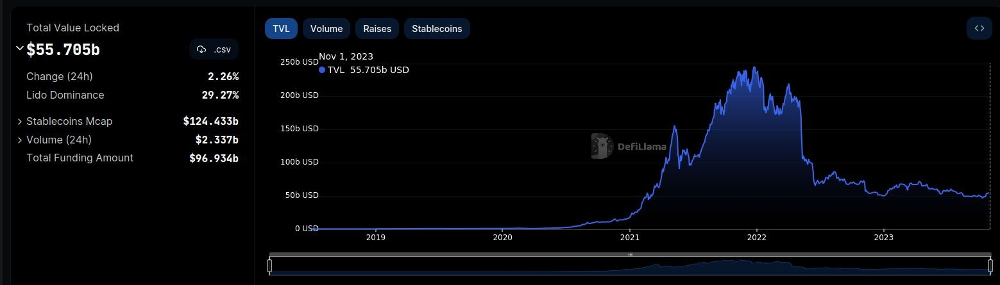 Total Value Locked
$55.705b
.csv
Change (24h) 2.26%
Lido Dominance 29.27%
Stablecoins Mcap $124.433b
Volume (24h) $2.337b
Total Funding Amount $96.934b
TVL Volume Raises Stablecoins
Nov 1, 2023
TVL 55.705b USD
250b USD
200b USD
150b USD
100b USD
50b USD
0 USD
DefiLlama
2019 2020 2021 2022 2023